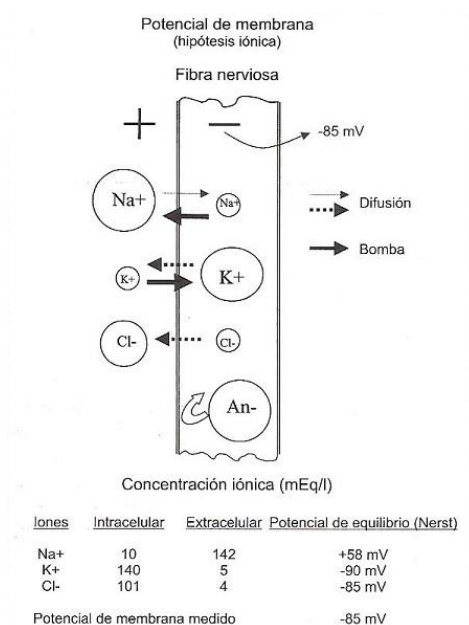 Potencial de membrana
(hipótesis iónica)
Fibra nerviosa
+ − -85 mV
Na+ Na+ Difusión
K+ K+ Bomba
Cl- Cl-
An-
Concentración iónica (mEq/l)
Iones Intracelular Extracelular Potencial de equilibrio (Nerst)
Na+ 10 142 +58 mV
K+ 140 5 -90 mV
Cl- 101 4 -85 mV
Potencial de membrana medido -85 mV